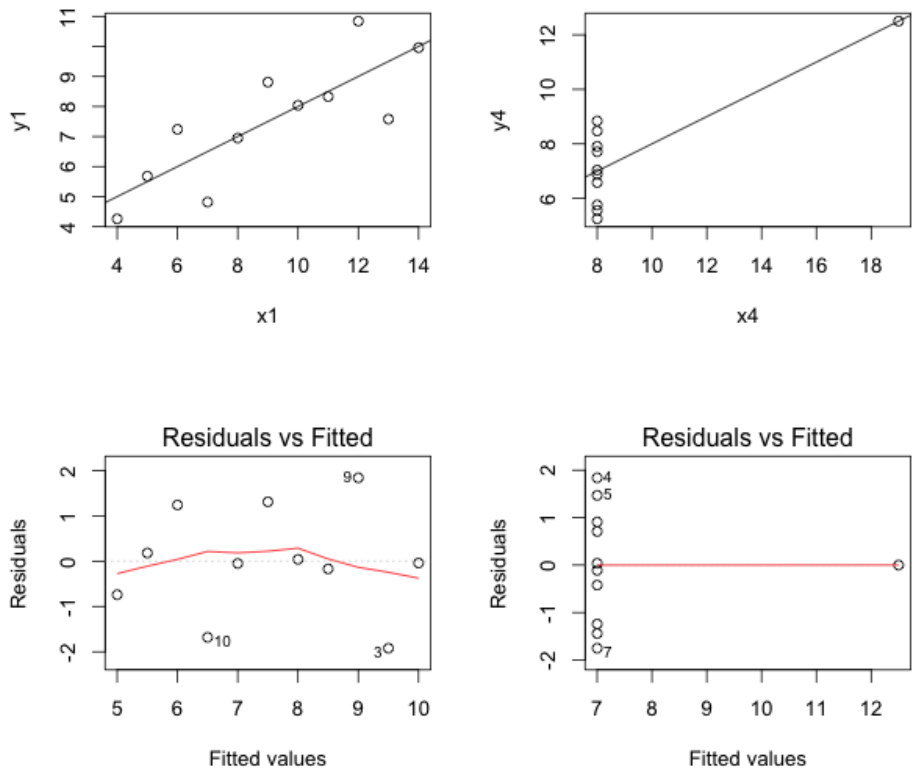 y1
11
9
8
7
6
5
4
4 6 8 10 12 14
x1
y4
12
10
8
6
8 10 12 14 16 18
x4
Residuals vs Fitted
Residuals
2
1
0
-1
-2
9
10
3
5 6 7 8 9 10
Fitted values
Residuals vs Fitted
Residuals
2
1
0
-1
-2
4
5
7
7 8 9 10 11 12
Fitted values